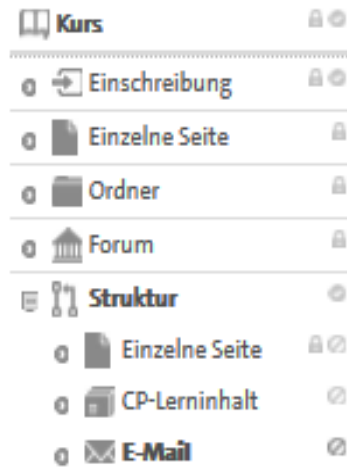 Kurs
Einschreibung
Einzelne Seite
Ordner
Forum
Struktur
Einzelne Seite
CP-Lerninhalt
E-Mail